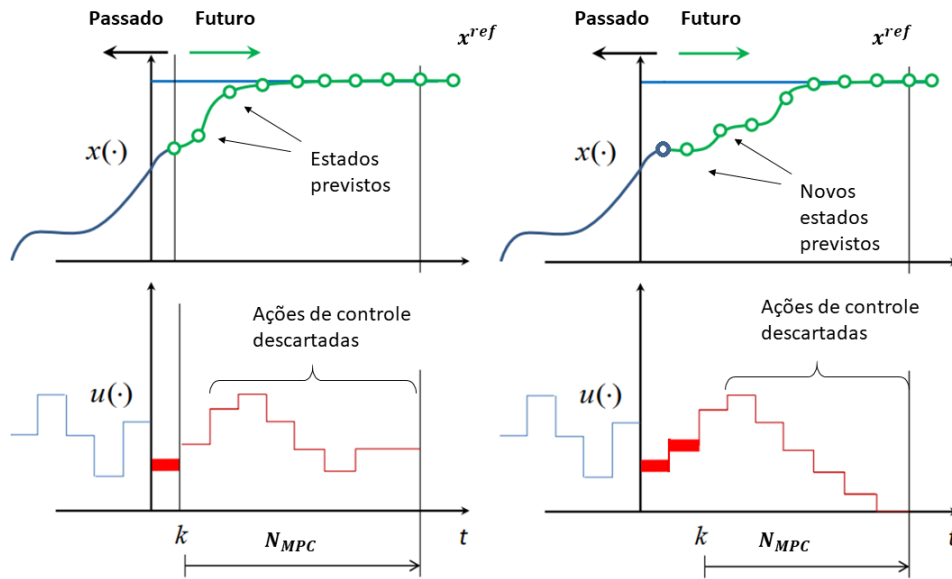 Passado Futuro
x^ref
x(·)
Estados
previstos
Ações de controle
descartadas
u(·)
k
N_MPC
t
Passado Futuro
x^ref
x(·)
Novos
estados
previstos
Ações de controle
descartadas
u(·)
k
N_MPC
t